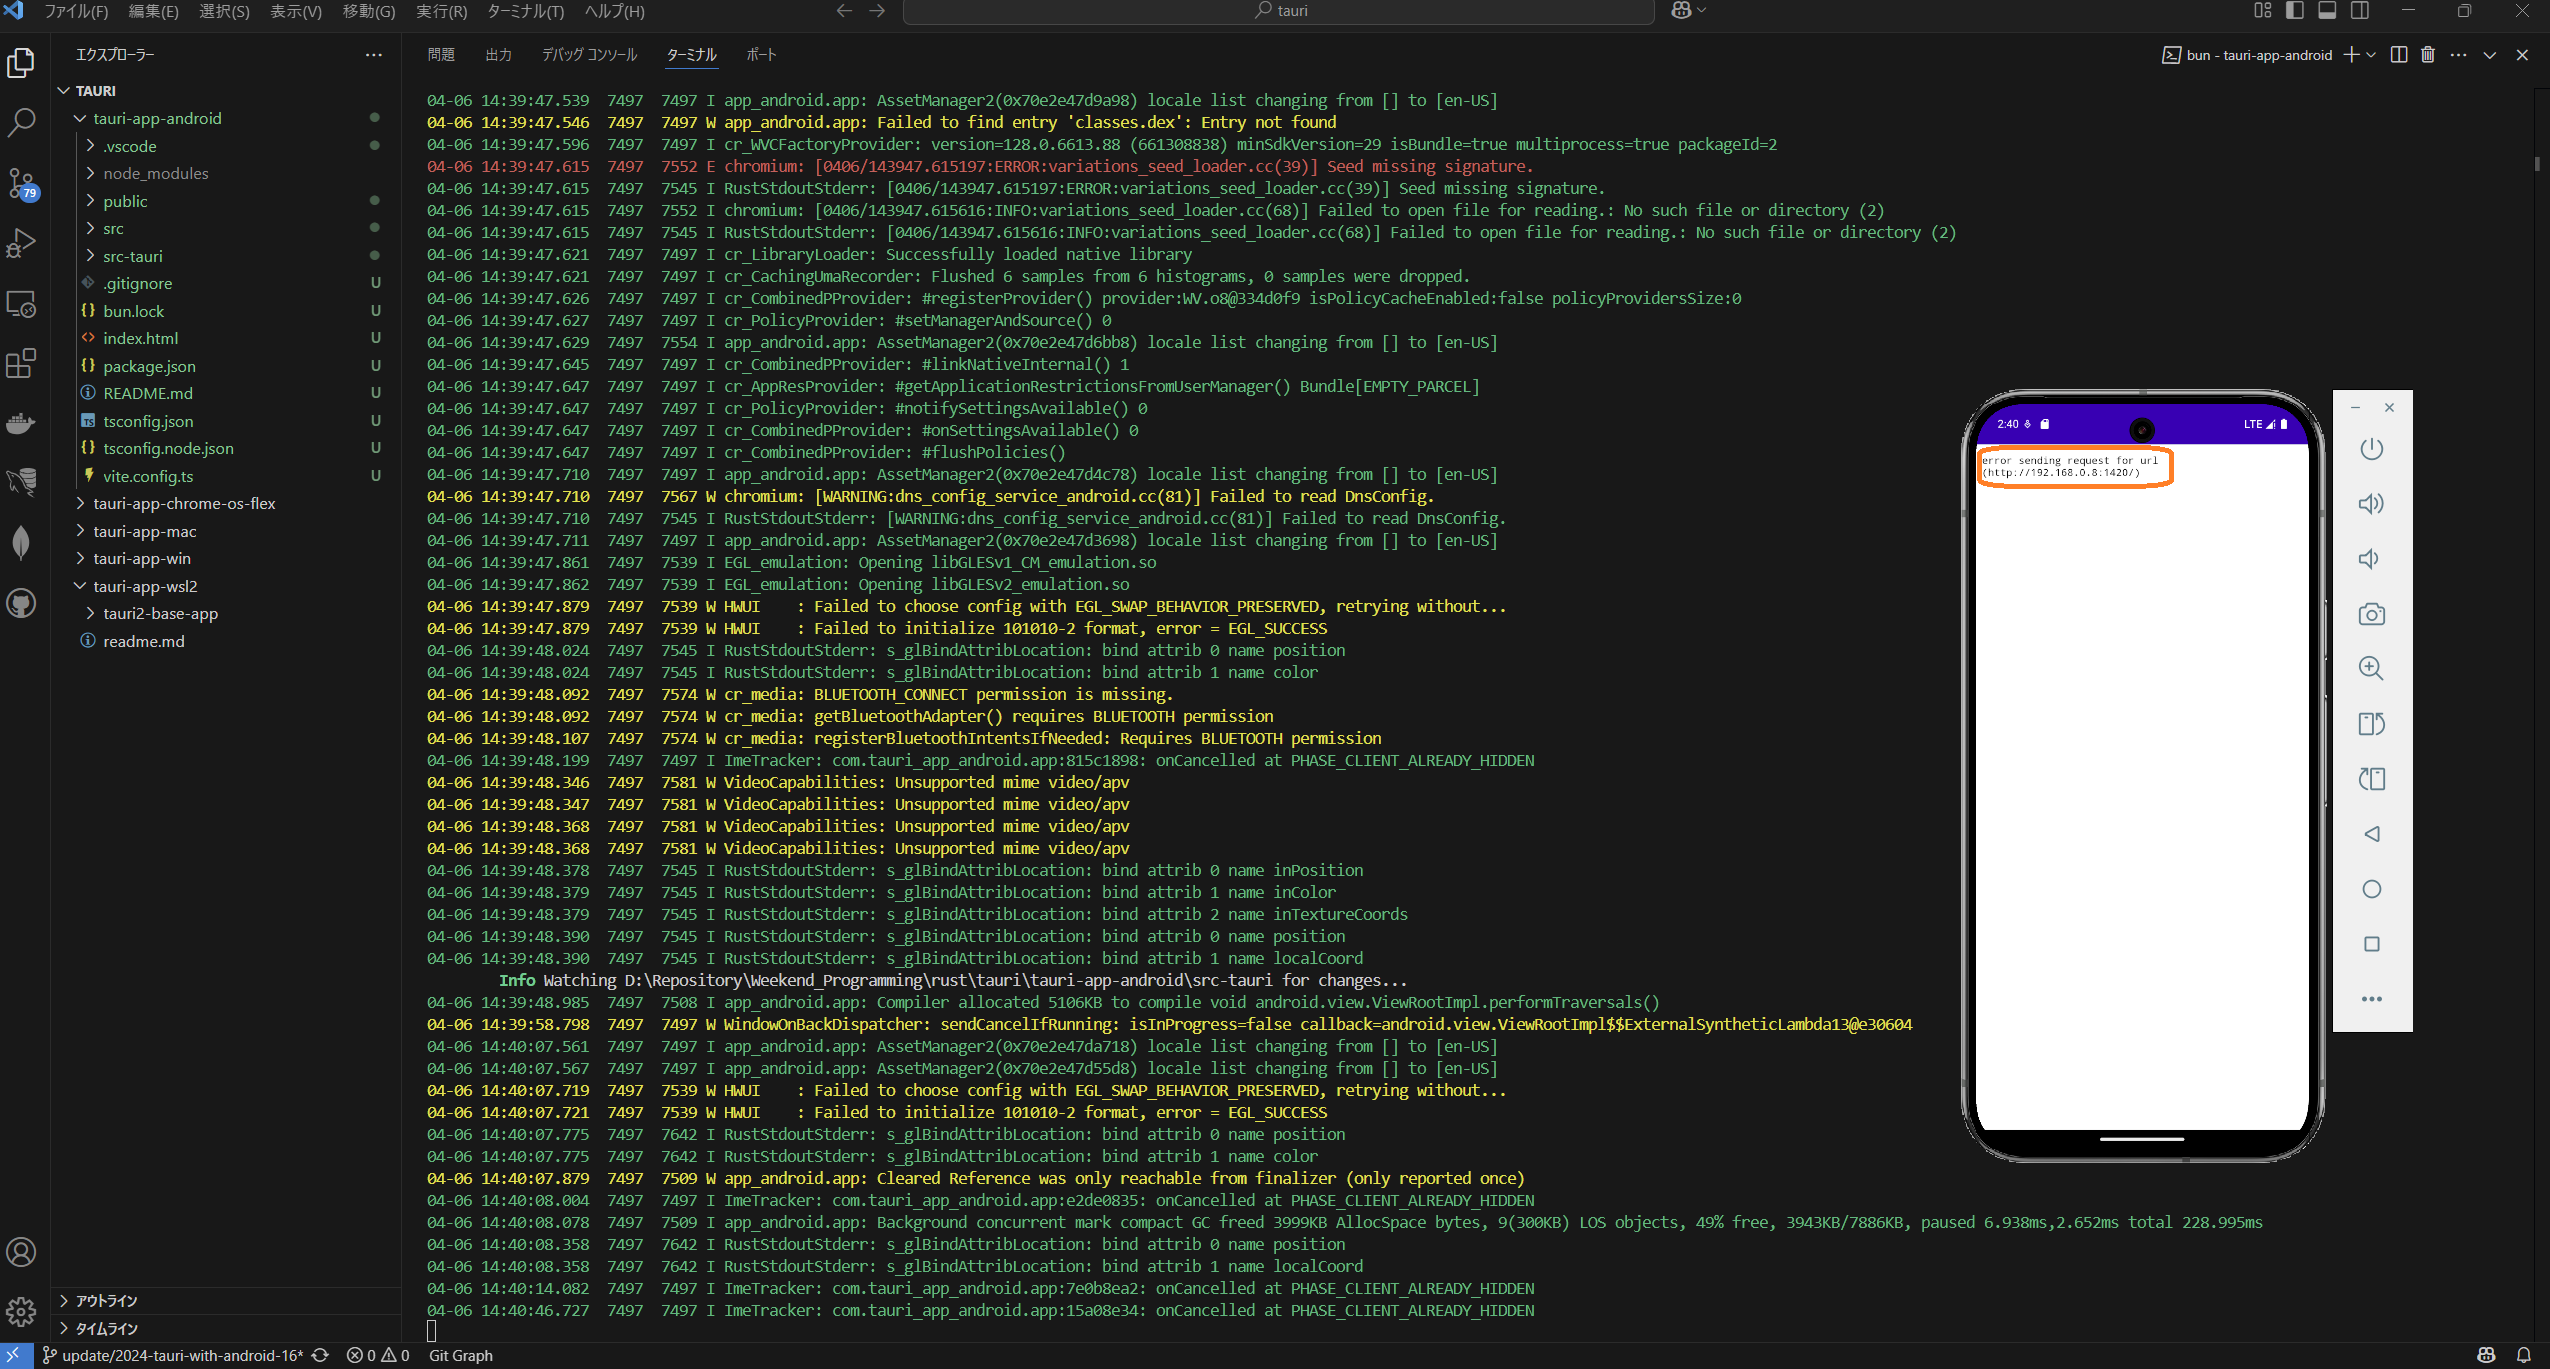 ファイル(F) 編集(E) 選択(S) 表示(V) 移動(G) 実行(R) ターミナル(T) ヘルプ(H)
tauri
エクスプローラー
TAURI
tauri-app-android
.vscode
node_modules
public
src
src-tauri
.gitignore U
bun.lock U
index.html U
package.json U
README.md U
tsconfig.json U
tsconfig.node.json U
vite.config.ts U
tauri-app-chrome-os-flex
tauri-app-mac
tauri-app-win
tauri-app-wsl2
tauri2-base-app
readme.md
79
アウトライン
タイムライン
問題 出力 デバッグ コンソール ターミナル ポート
bun - tauri-app-android
04-06 14:39:47.539 7497 7497 I app_android.app: AssetManager2(0x70e2e47d9a98) locale list changing from [] to [en-US]
04-06 14:39:47.546 7497 7497 W app_android.app: Failed to find entry 'classes.dex': Entry not found
04-06 14:39:47.596 7497 7497 I cr_WVCFactoryProvider: version=128.0.6613.88 (661308838) minSdkVersion=29 isBundle=true multiprocess=true packageId=2
04-06 14:39:47.615 7497 7552 E chromium: [0406/143947.615197:ERROR:variations_seed_loader.cc(39)] Seed missing signature.
04-06 14:39:47.615 7497 7545 I RustStdoutStderr: [0406/143947.615197:ERROR:variations_seed_loader.cc(39)] Seed missing signature.
04-06 14:39:47.615 7497 7552 I chromium: [0406/143947.615616:INFO:variations_seed_loader.cc(68)] Failed to open file for reading.: No such file or directory (2)
04-06 14:39:47.615 7497 7545 I RustStdoutStderr: [0406/143947.615616:INFO:variations_seed_loader.cc(68)] Failed to open file for reading.: No such file or directory (2)
04-06 14:39:47.621 7497 7497 I cr_LibraryLoader: Successfully loaded native library
04-06 14:39:47.621 7497 7497 I cr_CachingUmaRecorder: Flushed 6 samples from 6 histograms, 0 samples were dropped.
04-06 14:39:47.626 7497 7497 I cr_CombinedPProvider: #registerProvider() provider:WV.o8@334d0f9 isPolicyCacheEnabled:false policyProvidersSize:0
04-06 14:39:47.627 7497 7497 I cr_PolicyProvider: #setManagerAndSource() 0
04-06 14:39:47.629 7497 7554 I app_android.app: AssetManager2(0x70e2e47d6bb8) locale list changing from [] to [en-US]
04-06 14:39:47.645 7497 7497 I cr_CombinedPProvider: #linkNativeInternal() 1
04-06 14:39:47.647 7497 7497 I cr_AppResProvider: #getApplicationRestrictionsFromUserManager() Bundle[EMPTY_PARCEL]
04-06 14:39:47.647 7497 7497 I cr_PolicyProvider: #notifySettingsAvailable() 0
04-06 14:39:47.647 7497 7497 I cr_CombinedPProvider: #onSettingsAvailable() 0
04-06 14:39:47.647 7497 7497 I cr_CombinedPProvider: #flushPolicies()
04-06 14:39:47.710 7497 7497 I app_android.app: AssetManager2(0x70e2e47d4c78) locale list changing from [] to [en-US]
04-06 14:39:47.710 7497 7567 W chromium: [WARNING:dns_config_service_android.cc(81)] Failed to read DnsConfig.
04-06 14:39:47.710 7497 7545 I RustStdoutStderr: [WARNING:dns_config_service_android.cc(81)] Failed to read DnsConfig.
04-06 14:39:47.711 7497 7497 I app_android.app: AssetManager2(0x70e2e47d3698) locale list changing from [] to [en-US]
04-06 14:39:47.861 7497 7539 I EGL_emulation: Opening libGLESv1_CM_emulation.so
04-06 14:39:47.862 7497 7539 I EGL_emulation: Opening libGLESv2_emulation.so
04-06 14:39:47.879 7497 7539 W HWUI : Failed to choose config with EGL_SWAP_BEHAVIOR_PRESERVED, retrying without...
04-06 14:39:47.879 7497 7539 W HWUI : Failed to initialize 101010-2 format, error = EGL_SUCCESS
04-06 14:39:48.024 7497 7545 I RustStdoutStderr: s_glBindAttribLocation: bind attrib 0 name position
04-06 14:39:48.024 7497 7545 I RustStdoutStderr: s_glBindAttribLocation: bind attrib 1 name color
04-06 14:39:48.092 7497 7574 W cr_media: BLUETOOTH_CONNECT permission is missing.
04-06 14:39:48.092 7497 7574 W cr_media: getBluetoothAdapter() requires BLUETOOTH permission
04-06 14:39:48.107 7497 7574 W cr_media: registerBluetoothIntentsIfNeeded: Requires BLUETOOTH permission
04-06 14:39:48.199 7497 7497 I ImeTracker: com.tauri_app_android.app:815c1898: onCancelled at PHASE_CLIENT_ALREADY_HIDDEN
04-06 14:39:48.346 7497 7581 W VideoCapabilities: Unsupported mime video/apv
04-06 14:39:48.347 7497 7581 W VideoCapabilities: Unsupported mime video/apv
04-06 14:39:48.368 7497 7581 W VideoCapabilities: Unsupported mime video/apv
04-06 14:39:48.368 7497 7581 W VideoCapabilities: Unsupported mime video/apv
04-06 14:39:48.378 7497 7545 I RustStdoutStderr: s_glBindAttribLocation: bind attrib 0 name inPosition
04-06 14:39:48.379 7497 7545 I RustStdoutStderr: s_glBindAttribLocation: bind attrib 1 name inColor
04-06 14:39:48.379 7497 7545 I RustStdoutStderr: s_glBindAttribLocation: bind attrib 2 name inTextureCoords
04-06 14:39:48.390 7497 7545 I RustStdoutStderr: s_glBindAttribLocation: bind attrib 0 name position
04-06 14:39:48.390 7497 7545 I RustStdoutStderr: s_glBindAttribLocation: bind attrib 1 name localCoord
Info Watching D:\Repository\Weekend_Programming\rust\tauri\tauri-app-android\src-tauri for changes...
04-06 14:39:48.985 7497 7508 I app_android.app: Compiler allocated 5106KB to compile void android.view.ViewRootImpl.performTraversals()
04-06 14:39:58.798 7497 7497 W WindowOnBackDispatcher: sendCancelIfRunning: isInProgress=false callback=android.view.ViewRootImpl$$ExternalSyntheticLambda13@e30604
04-06 14:40:07.561 7497 7497 I app_android.app: AssetManager2(0x70e2e47da718) locale list changing from [] to [en-US]
04-06 14:40:07.567 7497 7497 I app_android.app: AssetManager2(0x70e2e47d55d8) locale list changing from [] to [en-US]
04-06 14:40:07.719 7497 7539 W HWUI : Failed to choose config with EGL_SWAP_BEHAVIOR_PRESERVED, retrying without...
04-06 14:40:07.721 7497 7539 W HWUI : Failed to initialize 101010-2 format, error = EGL_SUCCESS
04-06 14:40:07.775 7497 7642 I RustStdoutStderr: s_glBindAttribLocation: bind attrib 0 name position
04-06 14:40:07.775 7497 7642 I RustStdoutStderr: s_glBindAttribLocation: bind attrib 1 name color
04-06 14:40:07.879 7497 7509 W app_android.app: Cleared Reference was only reachable from finalizer (only reported once)
04-06 14:40:08.004 7497 7497 I ImeTracker: com.tauri_app_android.app:e2de0835: onCancelled at PHASE_CLIENT_ALREADY_HIDDEN
04-06 14:40:08.078 7497 7509 I app_android.app: Background concurrent mark compact GC freed 3999KB AllocSpace bytes, 9(300KB) LOS objects, 49% free, 3943KB/7886KB, paused 6.938ms,2.652ms total 228.995ms
04-06 14:40:08.358 7497 7642 I RustStdoutStderr: s_glBindAttribLocation: bind attrib 0 name position
04-06 14:40:08.358 7497 7642 I RustStdoutStderr: s_glBindAttribLocation: bind attrib 1 name localCoord
04-06 14:40:14.082 7497 7497 I ImeTracker: com.tauri_app_android.app:7e0b8ea2: onCancelled at PHASE_CLIENT_ALREADY_HIDDEN
04-06 14:40:46.727 7497 7497 I ImeTracker: com.tauri_app_android.app:15a08e34: onCancelled at PHASE_CLIENT_ALREADY_HIDDEN
2:40 LTE
error sending request for url
(http://192.168.0.8:1420/)
update/2024-tauri-with-android-16* 0 0 Git Graph